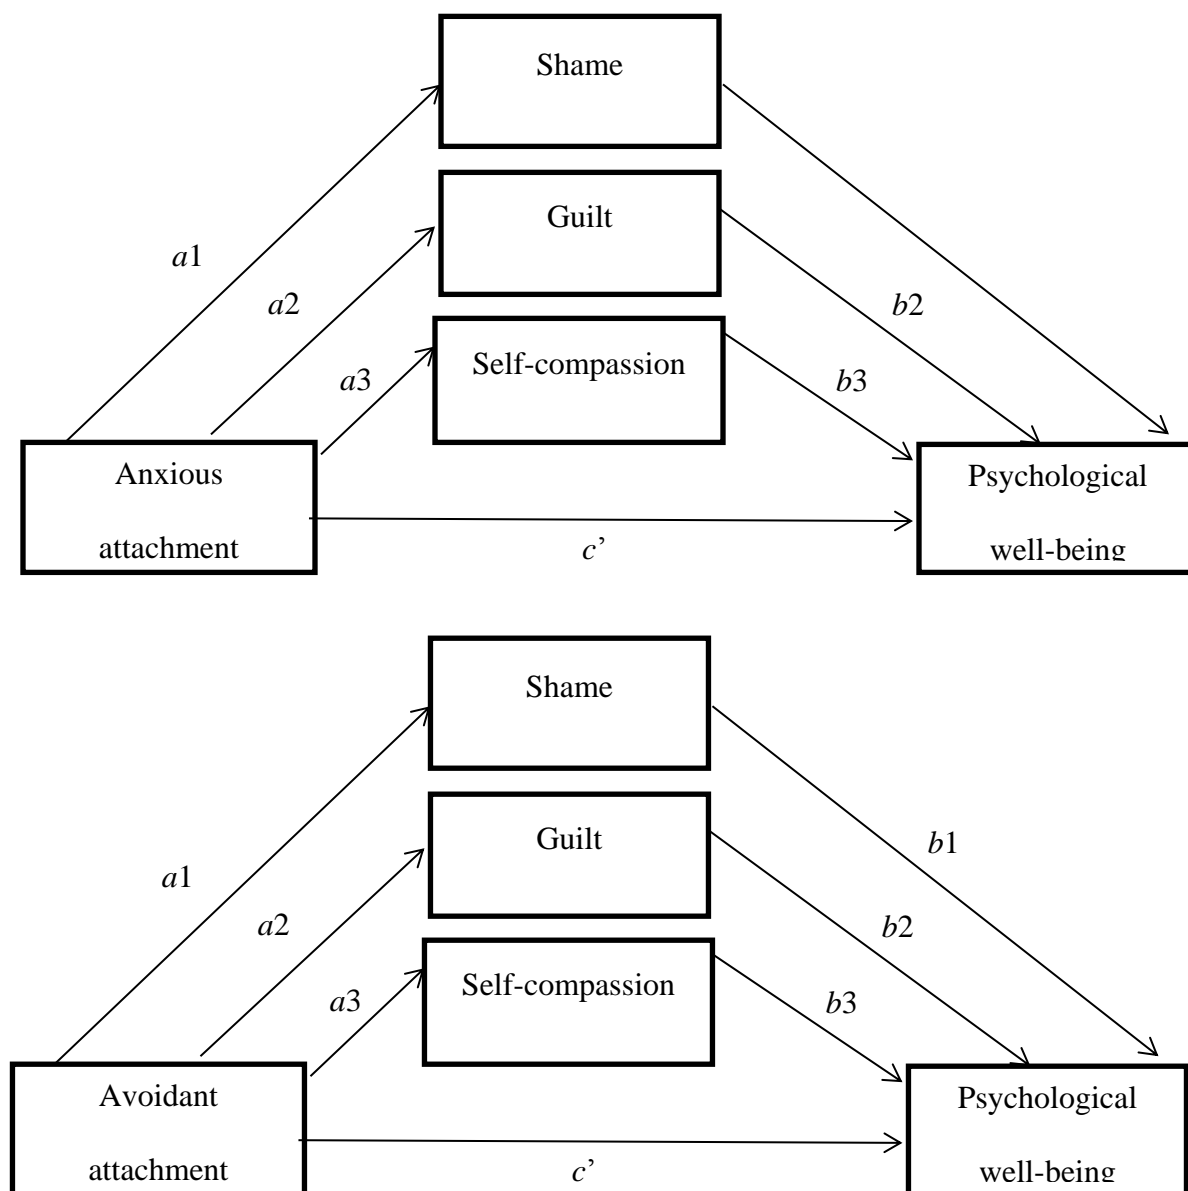 Shame
Guilt
a1
a2
b2
Self-compassion
a3
b3
Anxious
attachment
Psychological
well-being
c’
Shame
Guilt
b1
a1
a2
b2
Self-compassion
a3
b3
Avoidant
attachment
Psychological
well-being
c’